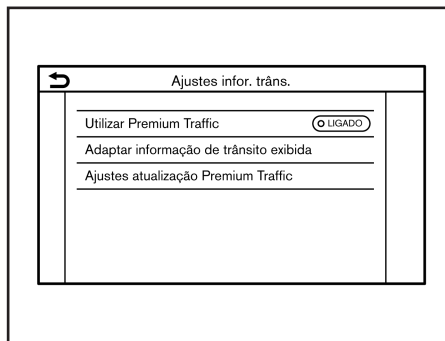 Ajustes infor. trâns.
Utilizar Premium Traffic LIGADO
Adaptar informação de trânsito exibida
Ajustes atualização Premium Traffic